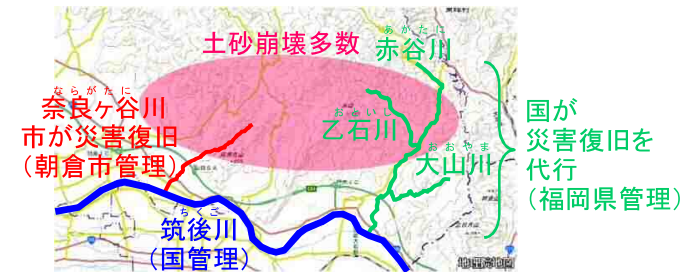 土砂崩壊多数
あかたに
赤谷川
ならがたに
奈良ヶ谷川
市が災害復旧
(朝倉市管理)
おといし
乙石川
おおやま
大山川
国が
災害復旧を
代行
(福岡県管理)
ちくご
筑後川
(国管理)
地理院地図